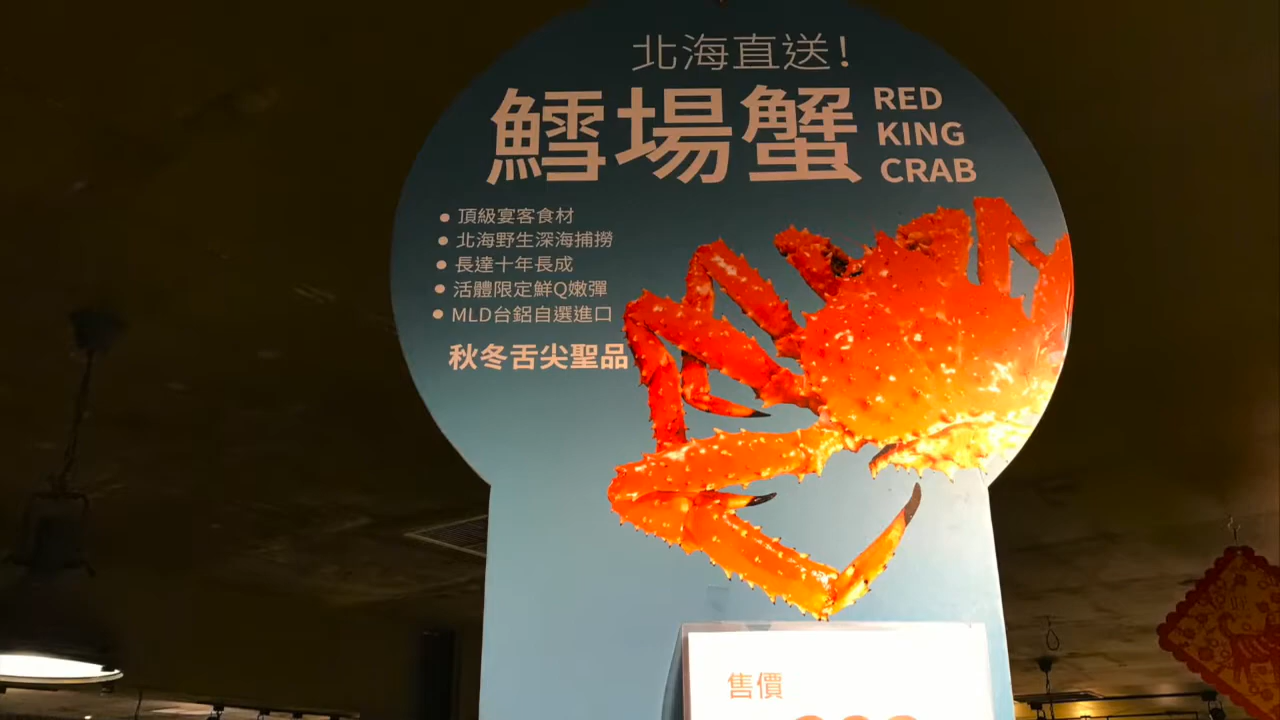 北海直送!
鱈場蟹
RED
KING
CRAB
● 頂級宴客食材
● 北海野生深海捕撈
● 長達十年長成
● 活體限定鮮Q嫩彈
● MLD台鋁自選進口
秋冬舌尖聖品
售價